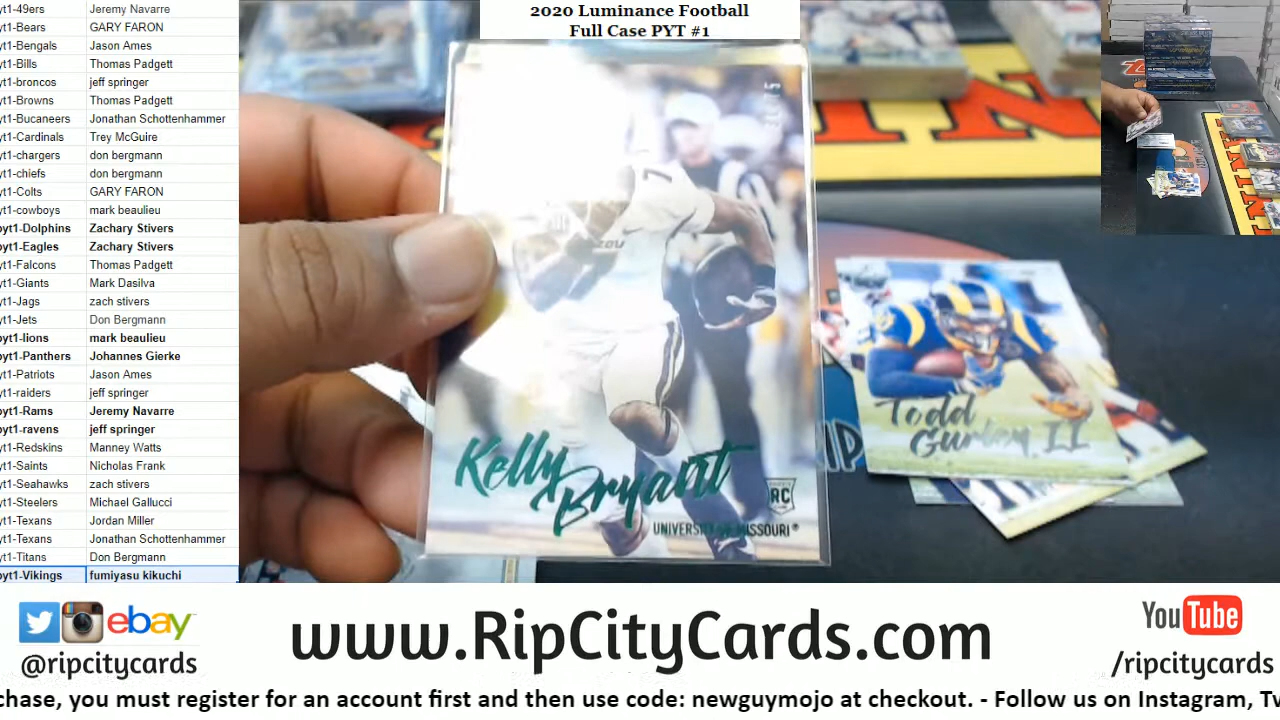 2020 Luminance Football
Full Case PYT #1
yt1-49ers Jeremy Navarre
yt1-Bears GARY FARON
yt1-Bengals Jason Ames
yt1-Bills Thomas Padgett
yt1-broncos jeff springer
yt1-Browns Thomas Padgett
yt1-Bucaneers Jonathan Schottenhammer
yt1-Cardinals Trey McGuire
yt1-chargers don bergmann
yt1-chiefs don bergmann
yt1-Colts GARY FARON
yt1-cowboys mark beaulieu
pyt1-Dolphins Zachary Stivers
pyt1-Eagles Zachary Stivers
yt1-Falcons Thomas Padgett
yt1-Giants Mark Dasilva
yt1-Jags zach stivers
yt1-Jets Don Bergmann
pyt1-lions mark beaulieu
pyt1-Panthers Johannes Gierke
yt1-Patriots Jason Ames
yt1-raiders jeff springer
pyt1-Rams Jeremy Navarre
pyt1-ravens jeff springer
yt1-Redskins Manney Watts
yt1-Saints Nicholas Frank
yt1-Seahawks zach stivers
yt1-Steelers Michael Gallucci
yt1-Texans Jordan Miller
yt1-Texans Jonathan Schottenhammer
yt1-Titans Don Bergmann
pyt1-Vikings fumiyasu kikuchi
Kelly
Bryant
RC
UNIVERSITY OF MISSOURI
Todd
Gurley II
ebay
@ripcitycards
www.RipCityCards.com
YouTube
/ripcitycards
chase, you must register for an account first and then use code: newguymojo at checkout. - Follow us on Instagram, Tw